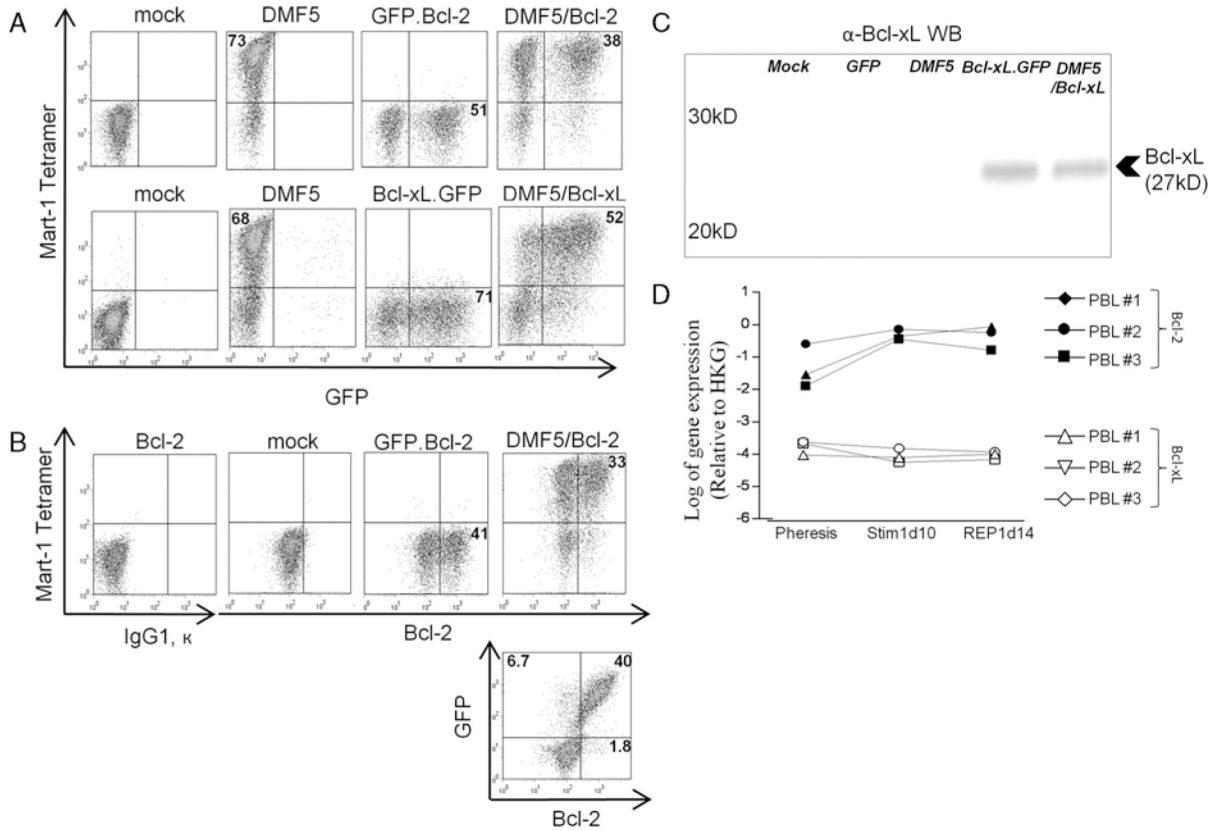 A
mock
DMF5
GFP.Bcl-2
DMF5/Bcl-2
73
51
38
mock
DMF5
Bcl-xL.GFP
DMF5/Bcl-xL
68
71
52
Mart-1 Tetramer
GFP
B
Bcl-2
mock
GFP.Bcl-2
DMF5/Bcl-2
41
33
Mart-1 Tetramer
IgG1, κ
Bcl-2
6.7
40
1.8
GFP
10⁰ 10¹ 10² 10³
Bcl-2
C
α-Bcl-xL WB
Mock GFP DMF5 Bcl-xL.GFP DMF5
/Bcl-xL
30kD
20kD
Bcl-xL
(27kD)
D
Log of gene expression
(Relative to HKG)
1
0
-1
-2
-3
-4
-5
-6
Pheresis Stim1d10 REP1d14
PBL #1
PBL #2
PBL #3
Bcl-2
PBL #1
PBL #2
PBL #3
Bcl-xL